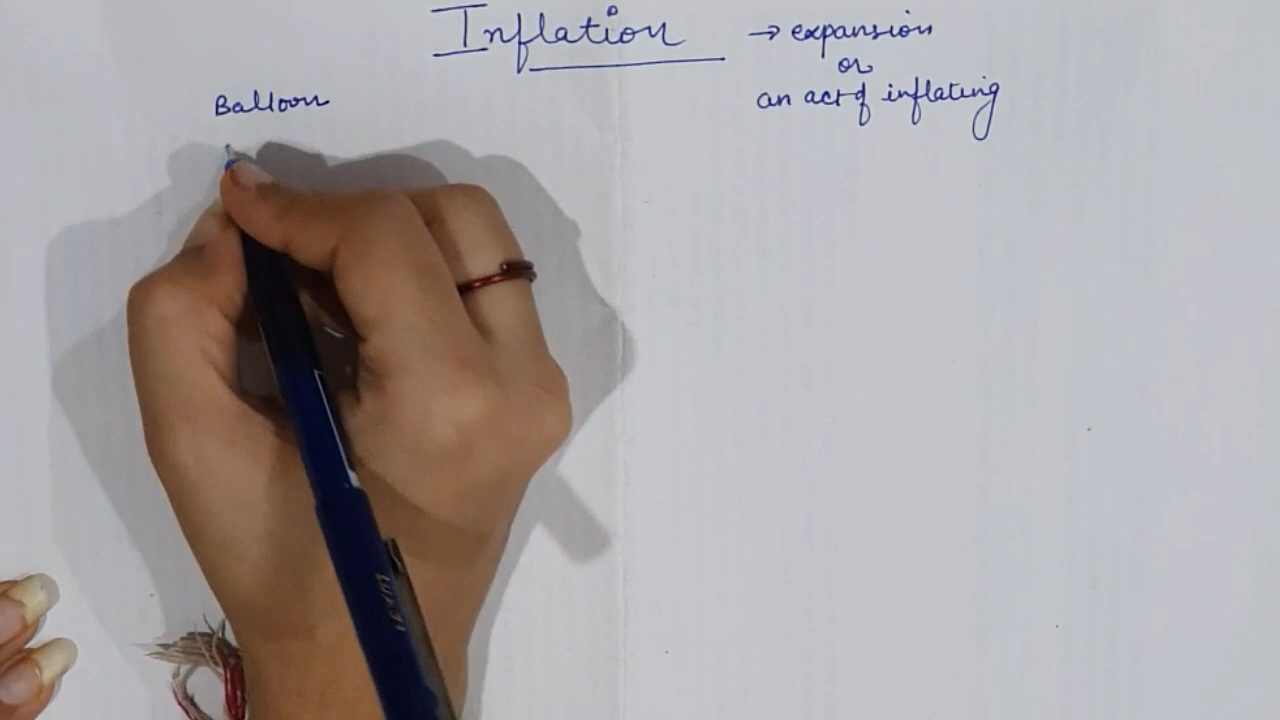 Inflation → expansion
or
an act of inflating
Balloon